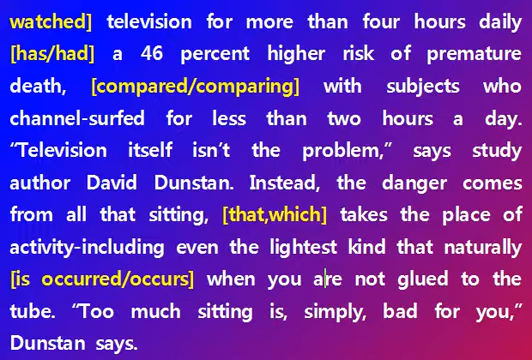 watched] television for more than four hours daily
[has/had] a 46 percent higher risk of premature
death, [compared/comparing] with subjects who
channel-surfed for less than two hours a day.
“Television itself isn’t the problem,” says study
author David Dunstan. Instead, the danger comes
from all that sitting, [that,which] takes the place of
activity-including even the lightest kind that naturally
[is occurred/occurs] when you are not glued to the
tube. “Too much sitting is, simply, bad for you,”
Dunstan says.